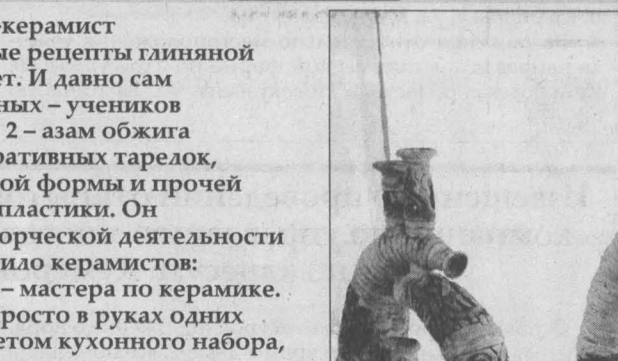 -керамист
ые рецепты глиняной
ет. И давно сам
ных – учеников
2 – азам обжига
ративных тарелок,
ой формы и прочей
пластики. Он
орческой деятельности
ило керамистов:
– мастера по керамике.
росто в руках одних
етом кухонного набора,